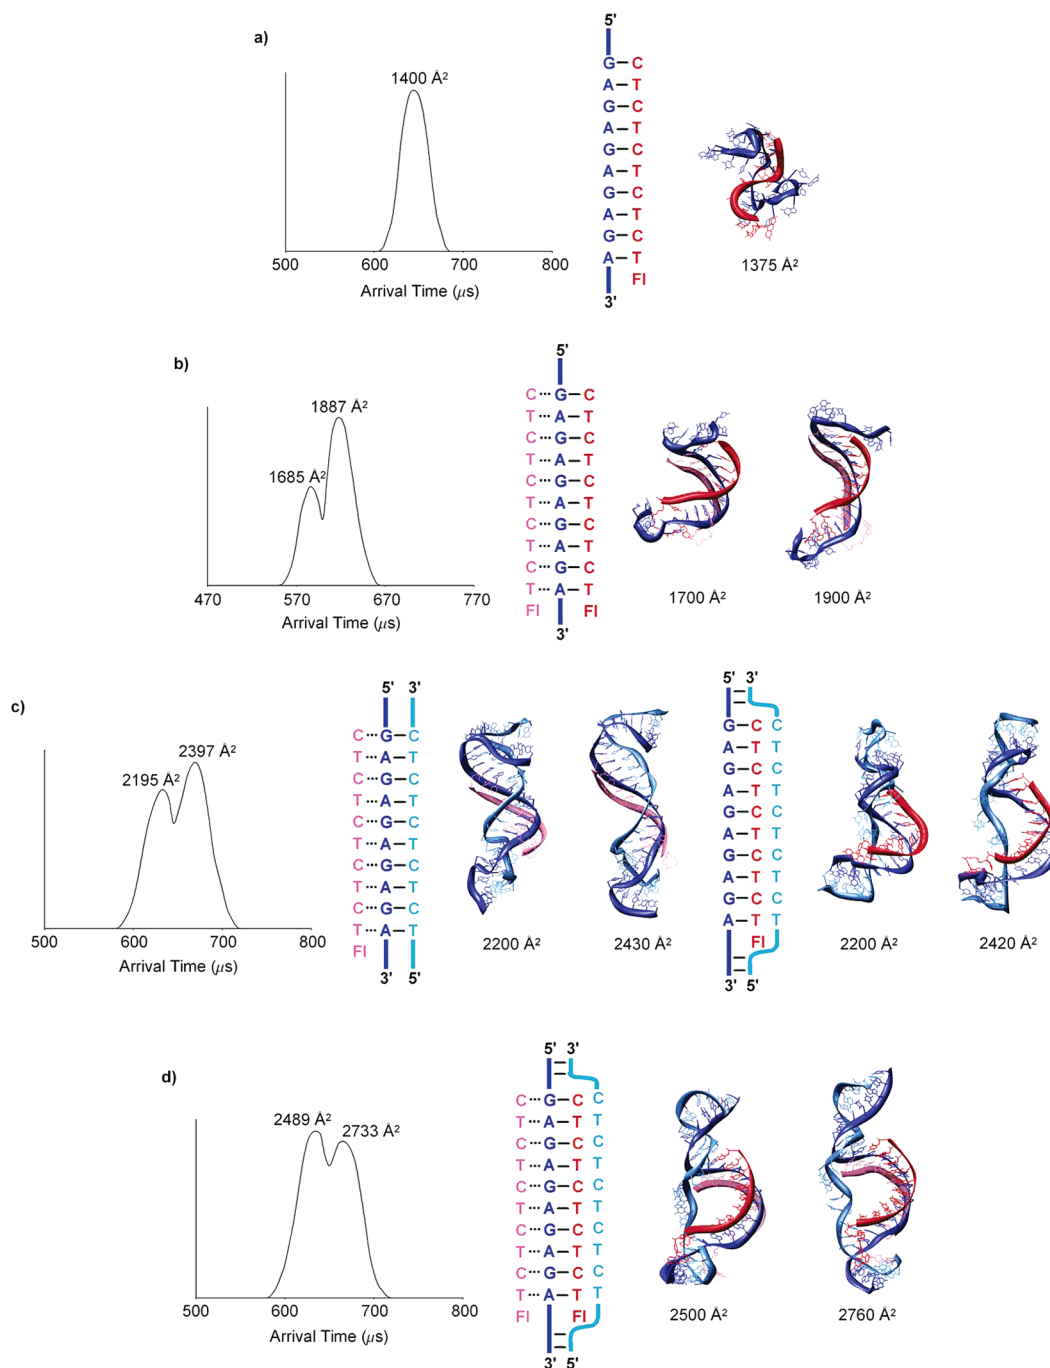 a)
1400 Å²
500 600 700 800
Arrival Time (µs)
5'
G C
A T
G C
A T
G C
A T
G C
A T
G C
A T
Fl
3'
1375 Å²
b)
1685 Å²
1887 Å²
470 570 670 770
Arrival Time (µs)
5'
C G C
T A T
C G C
T A T
C G C
T A T
C G C
T A T
C G C
T A T
Fl Fl
3'
1700 Å²
1900 Å²
c)
2195 Å²
2397 Å²
500 600 700 800
Arrival Time (µs)
5' 3'
C G C
T A T
C G C
T A T
C G C
T A T
C G C
T A T
C G C
T A T
Fl
3' 5'
2200 Å²
2430 Å²
5' 3'
G C C
A T T
G C C
A T T
G C C
A T T
G C C
A T T
G C C
A T T
Fl
3' 5'
2200 Å²
2420 Å²
d)
2489 Å²
2733 Å²
500 600 700 800
Arrival Time (µs)
5' 3'
C G C C
T A T T
C G C C
T A T T
C G C C
T A T T
C G C C
T A T T
C G C C
T A T T
Fl Fl
3' 5'
2500 Å²
2760 Å²